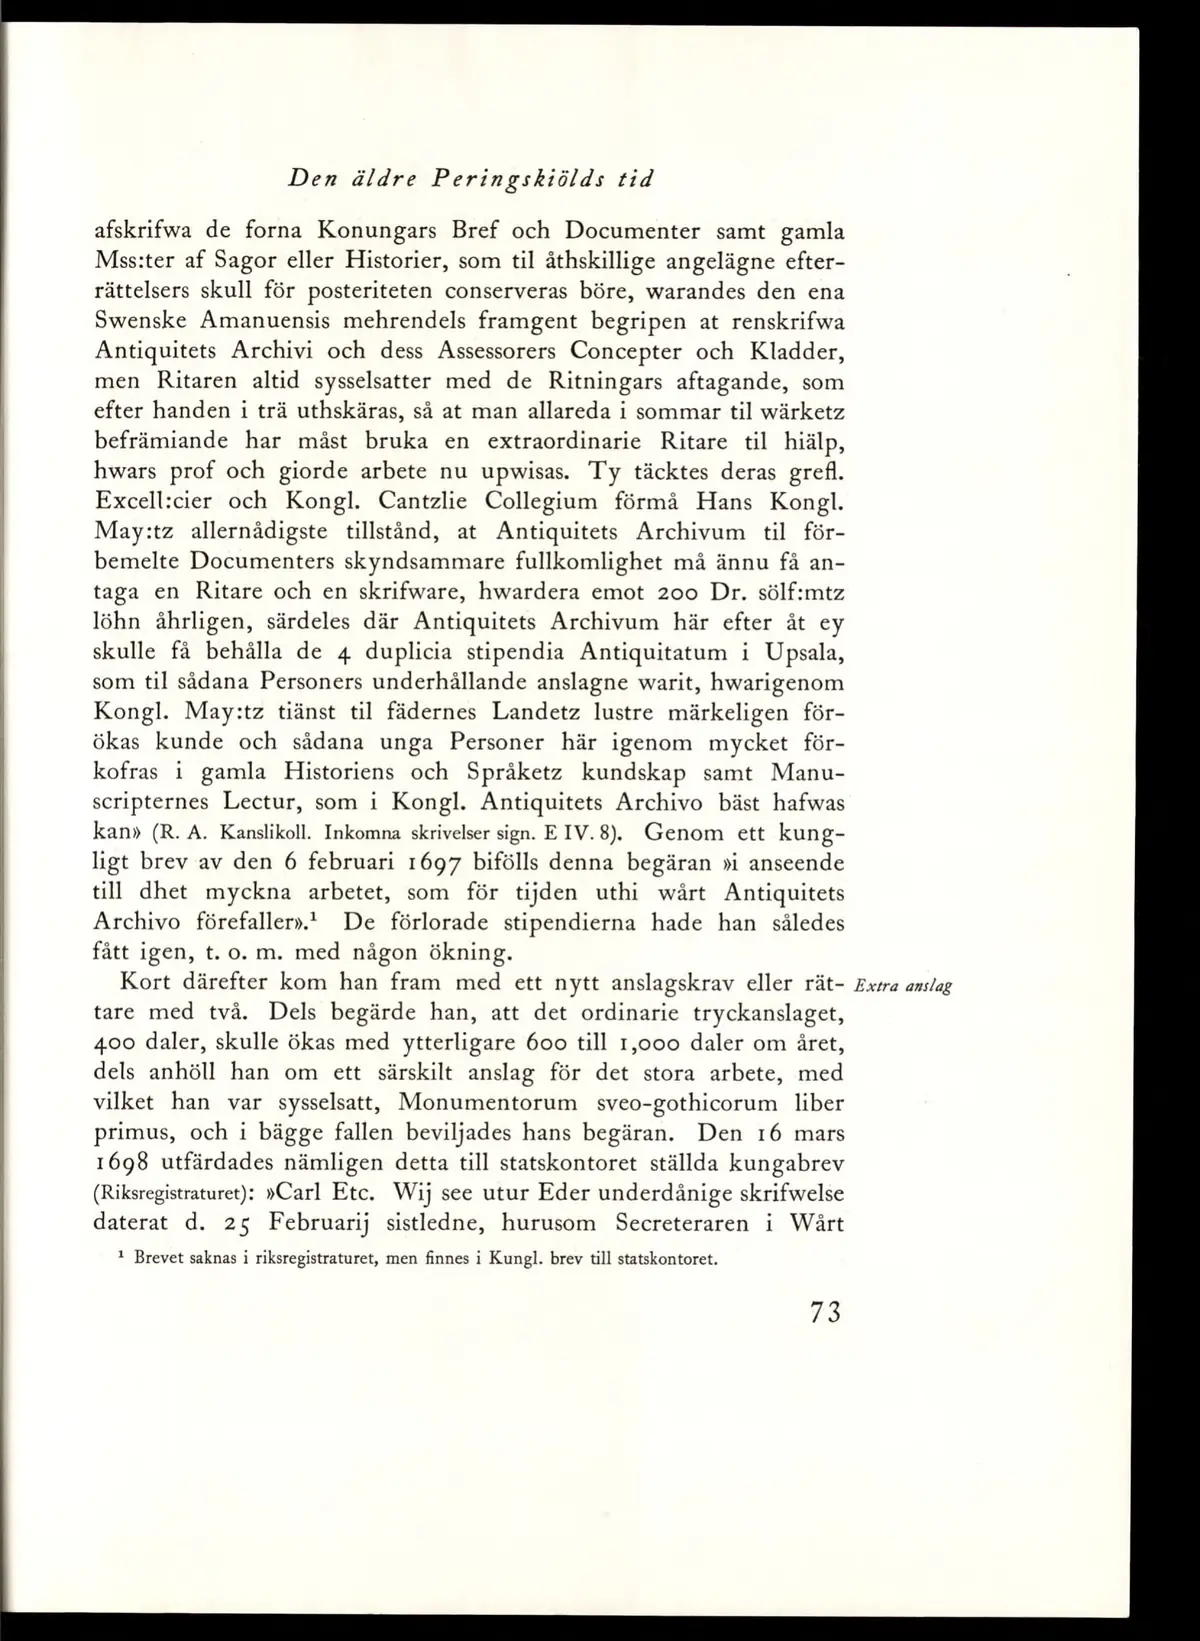 Den äldre Peringskiölds tid
afskrifwa de forna Konungars Bref och Documenter samt gamla
Mss:ter af Sagor eller Historier, som til åthskillige angelägne efter-
rättelsers skull för posteriteten conserveras böre, warandes den ena
Swenske Amanuensis mehrendels framgent begripen at renskrifwa
Antiquitets Archivi och dess Assessorers Concepter och Kladder,
men Ritaren altid sysselsatter med de Ritningars aftagande, som
efter handen i trä uthskäras, så at man allareda i sommar til wärketz
befrämiande har måst bruka en extraordinarie Ritare til hiälp,
hwars prof och giorde arbete nu upwisas. Ty täcktes deras grefl.
Excell:cier och Kongl. Cantzlie Collegium förmå Hans Kongl.
May:tz allernådigste tillstånd, at Antiquitets Archivum til för-
bemelte Documenters skyndsammare fullkomlighet må ännu få an-
taga en Ritare och en skrifware, hwardera emot 200 Dr. sölf:mtz
löhn åhrligen, särdeles där Antiquitets Archivum här efter åt ey
skulle få behålla de 4 duplicia stipendia Antiquitatum i Upsala,
som til sådana Personers underhållande anslagne warit, hwarigenom
Kongl. May:tz tiänst til fädernes Landetz lustre märkeligen för-
ökas kunde och sådana unga Personer här igenom mycket för-
kofras i gamla Historiens och Språketz kundskap samt Manu-
scripternes Lectur, som i Kongl. Antiquitets Archivo bäst hafwas
kan» (R. A. Kanslikoll. Inkomna skrivelser sign. E IV. 8). Genom ett kung-
ligt brev av den 6 februari 1697 bifölls denna begäran »i anseende
till dhet myckna arbetet, som för tijden uthi wårt Antiquitets
Archivo förefaller».¹ De förlorade stipendierna hade han således
fått igen, t. o. m. med någon ökning.
Kort därefter kom han fram med ett nytt anslagskrav eller rät- Extra anslag
tare med två. Dels begärde han, att det ordinarie tryckanslaget,
400 daler, skulle ökas med ytterligare 600 till 1,000 daler om året,
dels anhöll han om ett särskilt anslag för det stora arbete, med
vilket han var sysselsatt, Monumentorum sveo-gothicorum liber
primus, och i bägge fallen beviljades hans begäran. Den 16 mars
1698 utfärdades nämligen detta till statskontoret ställda kungabrev
(Riksregistraturet): »Carl Etc. Wij see utur Eder underdånige skrifwelse
daterat d. 25 Februarij sistledne, hurusom Secreteraren i Wårt
¹ Brevet saknas i riksregistraturet, men finnes i Kungl. brev till statskontoret.
73